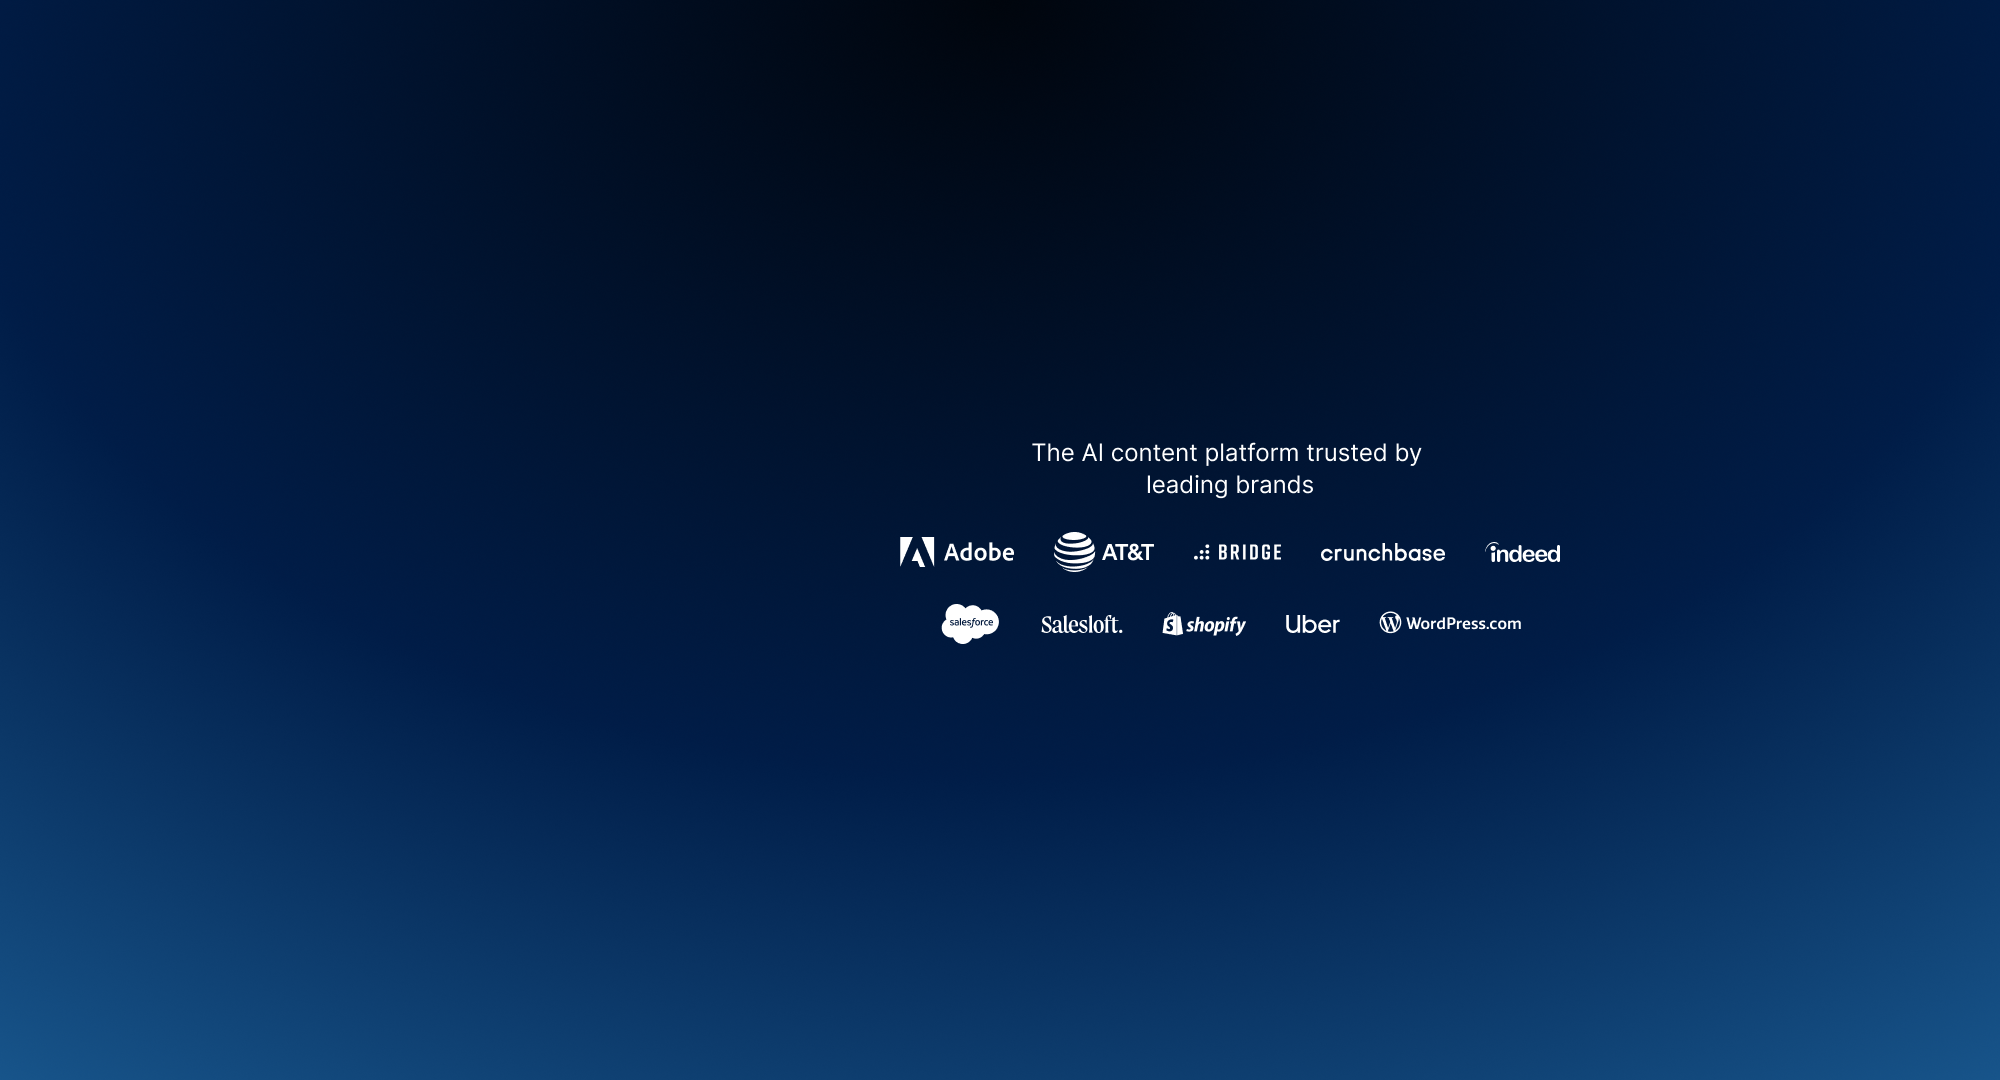 The AI content platform trusted by
leading brands
Adobe AT&T BRIDGE crunchbase indeed
salesforce Salesloft. shopify Uber WordPress.com